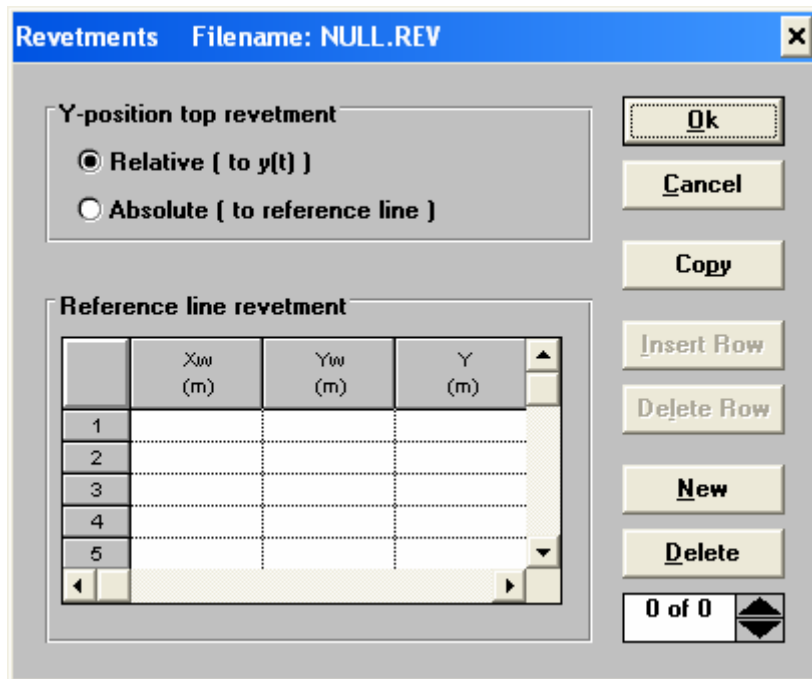 Revetments Filename: NULL.REV
Y-position top revetment
Relative ( to y(t) )
Absolute ( to reference line )
Reference line revetment
Xw Yw Y
(m) (m) (m)
1
2
3
4
5
Ok
Cancel
Copy
Insert Row
Delete Row
New
Delete
0 of 0